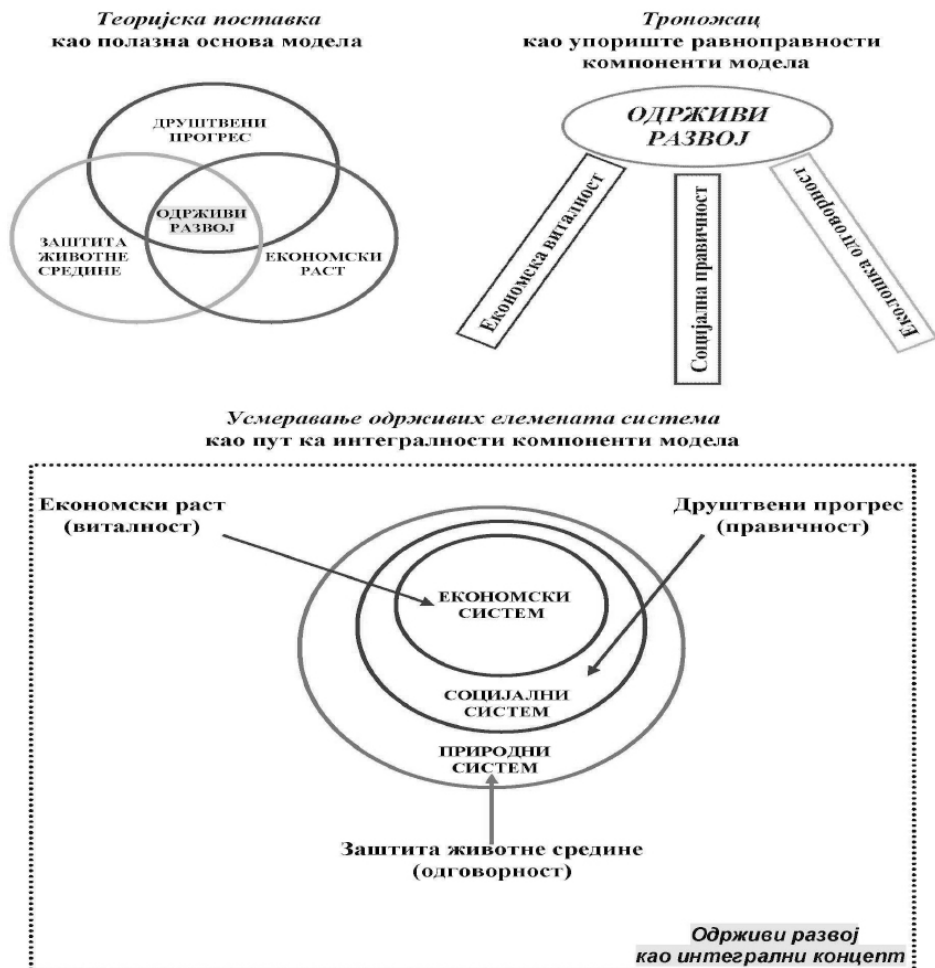 Теоријска поставка
као полазна основа модела
ДРУШТВЕНИ
ПРОГРЕС
ОДРЖИВИ
РАЗВОЈ
ЗАШТИТА
ЖИВОТНЕ
СРЕДИНЕ
ЕКОНОМСКИ
РАСТ
Троножац
као упориште равноправности
компоненти модела
ОДРЖИВИ
РАЗВОЈ
Економска виталност
Социјална правичност
Еколошка одговорност
Усмеравање одрживих елемената система
као пут ка интегралности компоненти модела
Економски раст
(виталност)
Друштвени прогрес
(правичност)
ЕКОНОМСКИ
СИСТЕМ
СОЦИЈАЛНИ
СИСТЕМ
ПРИРОДНИ
СИСТЕМ
Заштита животне средине
(одговорност)
Одрживи развој
као интегрални концепт